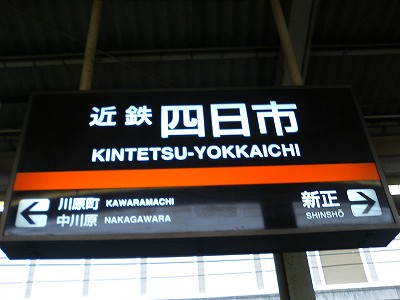 近鉄 四日市
KINTETSU-YOKKAICHI
川原町 KAWARAMACHI
中川原 NAKAGAWARA
新正
SHINSHŌ